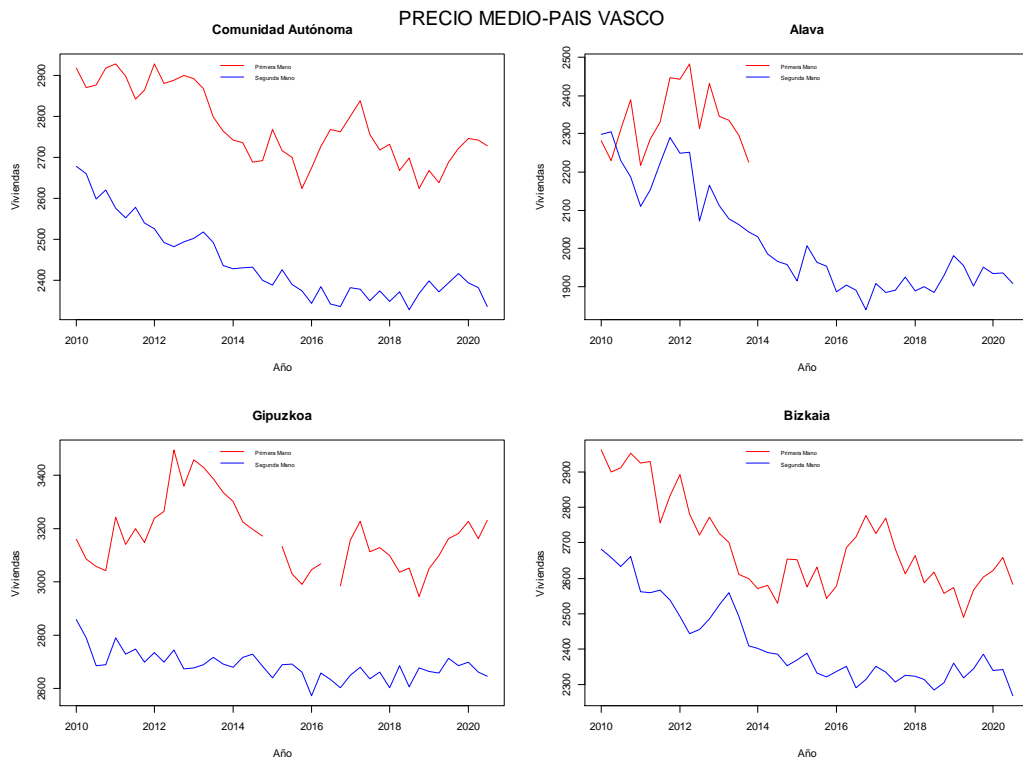 PRECIO MEDIO-PAIS VASCO
Comunidad Autónoma
Primera Mano
Segunda Mano
Viviendas
2400 2500 2600 2700 2800 2900
2010 2012 2014 2016 2018 2020
Año
Alava
Primera Mano
Segunda Mano
Viviendas
1900 2000 2100 2200 2300 2400 2500
2010 2012 2014 2016 2018 2020
Año
Gipuzkoa
Primera Mano
Segunda Mano
Viviendas
2600 2800 3000 3200 3400
2010 2012 2014 2016 2018 2020
Año
Bizkaia
Primera Mano
Segunda Mano
Viviendas
2300 2400 2500 2600 2700 2800 2900
2010 2012 2014 2016 2018 2020
Año